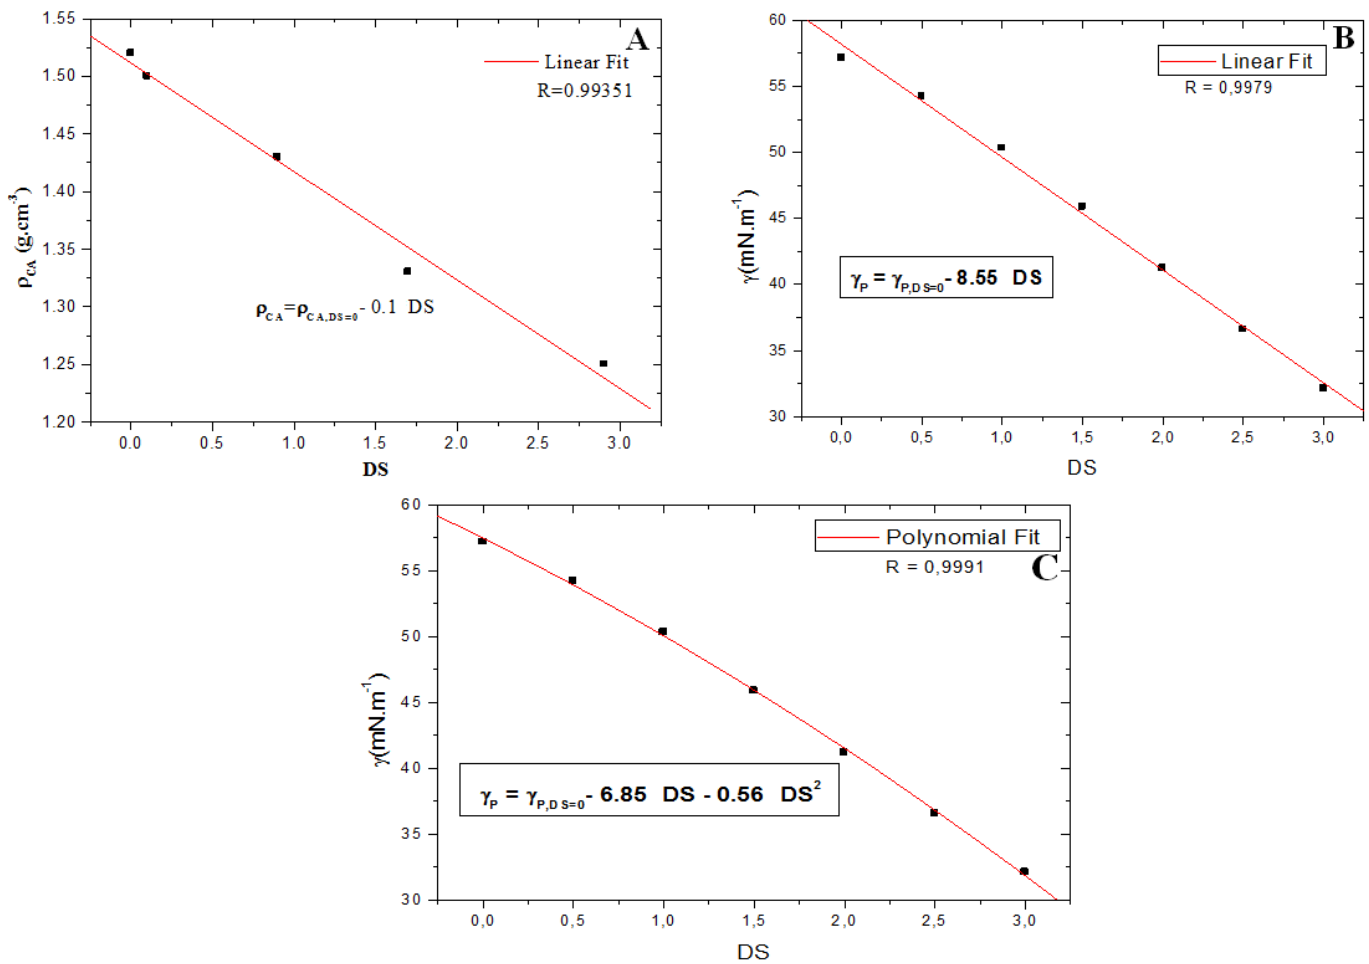 A
Linear Fit
R=0.99351
ρCA=ρCA,DS=0- 0.1 DS
ρCA (g.cm-3)
1.55
1.50
1.45
1.40
1.35
1.30
1.25
1.20
0.0 0.5 1.0 1.5 2.0 2.5 3.0
DS
B
Linear Fit
R = 0,9979
γP = γP,DS=0- 8.55 DS
γ(mN.m-1)
60
55
50
45
40
35
30
0,0 0,5 1,0 1,5 2,0 2,5 3,0
DS
Polynomial Fit
R = 0,9991
C
γP = γP,DS=0- 6.85 DS - 0.56 DS2
γ(mN.m-1)
60
55
50
45
40
35
30
0,0 0,5 1,0 1,5 2,0 2,5 3,0
DS